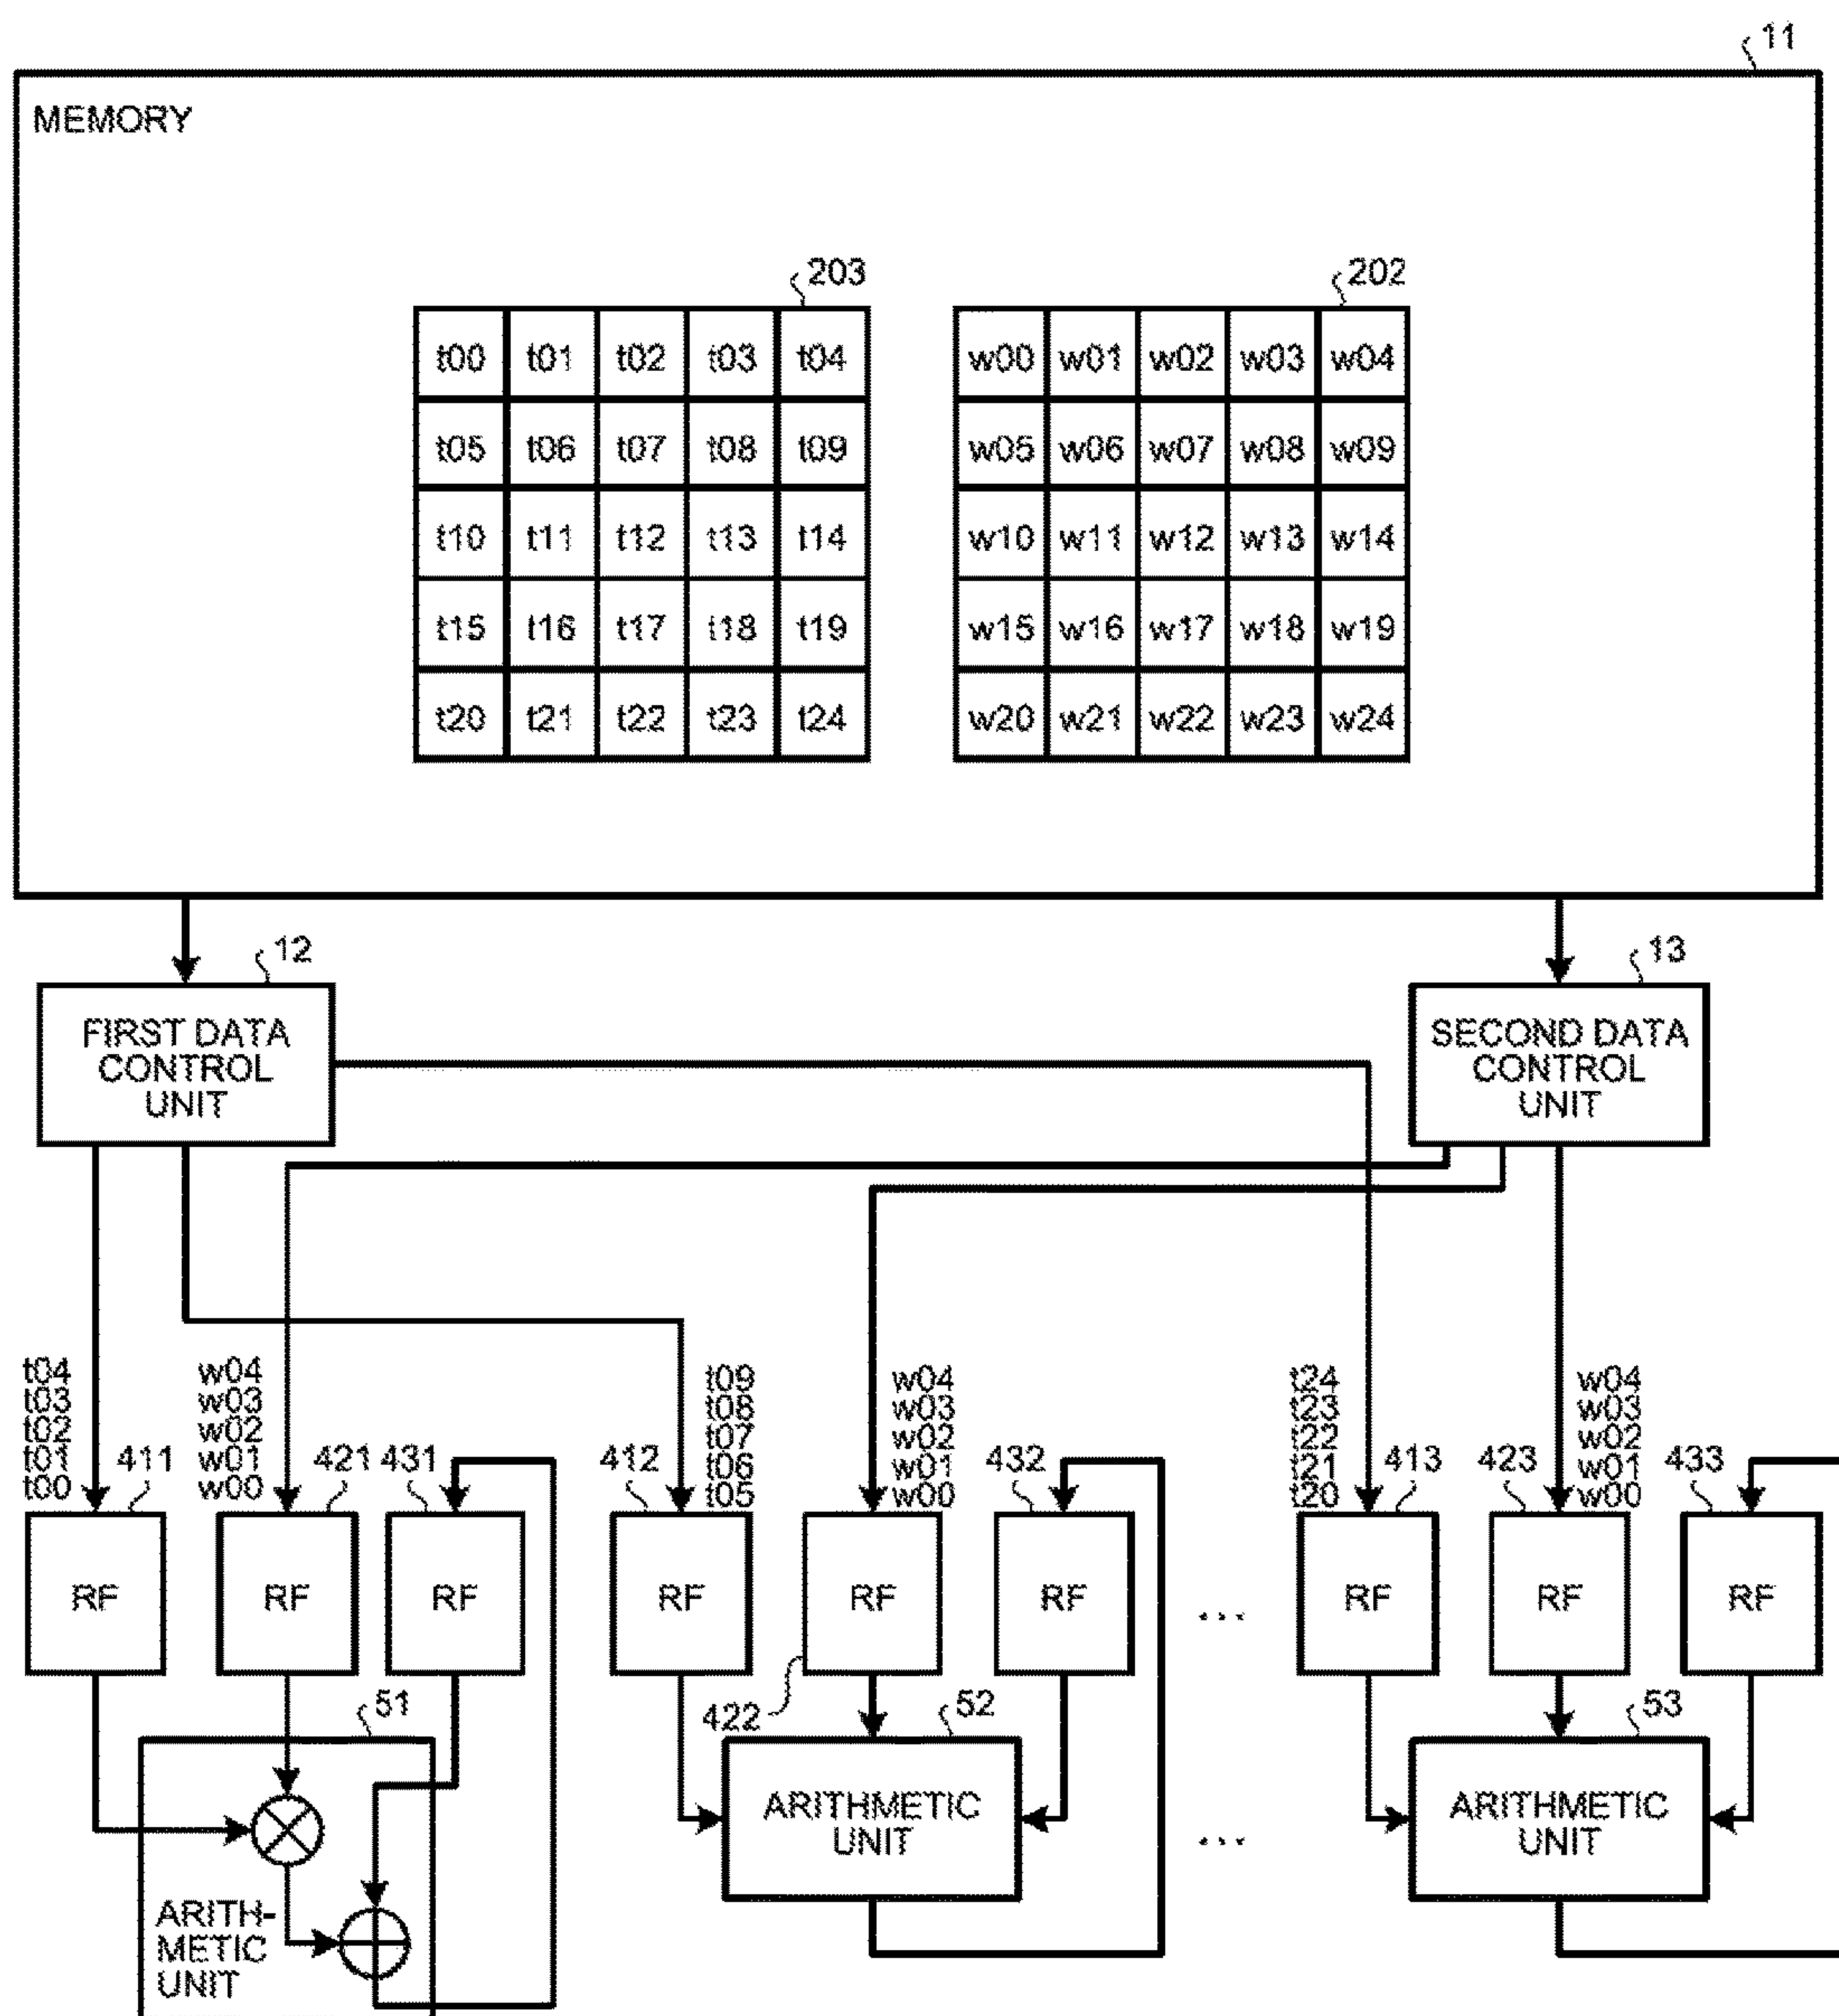 11
MEMORY
203
202
t00 t01 t02 t03 t04
w00 w01 w02 w03 w04
t05 t06 t07 t08 t09
w05 w06 w07 w08 w09
t10 t11 t12 t13 t14
w10 w11 w12 w13 w14
t15 t16 t17 t18 t19
w15 w16 w17 w18 w19
t20 t21 t22 t23 t24
w20 w21 w22 w23 w24
12
13
FIRST DATA
CONTROL
UNIT
SECOND DATA
CONTROL
UNIT
t04
t03
t02
t01
t00
411
w04
w03
w02
w01
w00
421
431
412
t09
t08
t07
t06
t05
w04
w03
w02
w01
w00
432
t24
t23
t22
t21
t20
413
423
w04
w03
w02
w01
w00
433
RF
RF
RF
RF
RF
RF
...
RF
RF
RF
51
422
52
53
ARITH-
METIC
UNIT
ARITHMETIC
UNIT
...
ARITHMETIC
UNIT